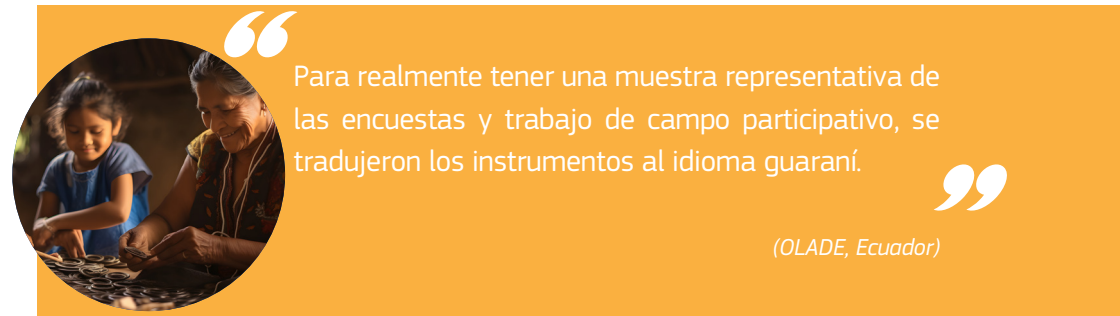 “
Para realmente tener una muestra representativa de
las encuestas y trabajo de campo participativo, se
tradujeron los instrumentos al idioma guaraní.
”
(OLADE, Ecuador)